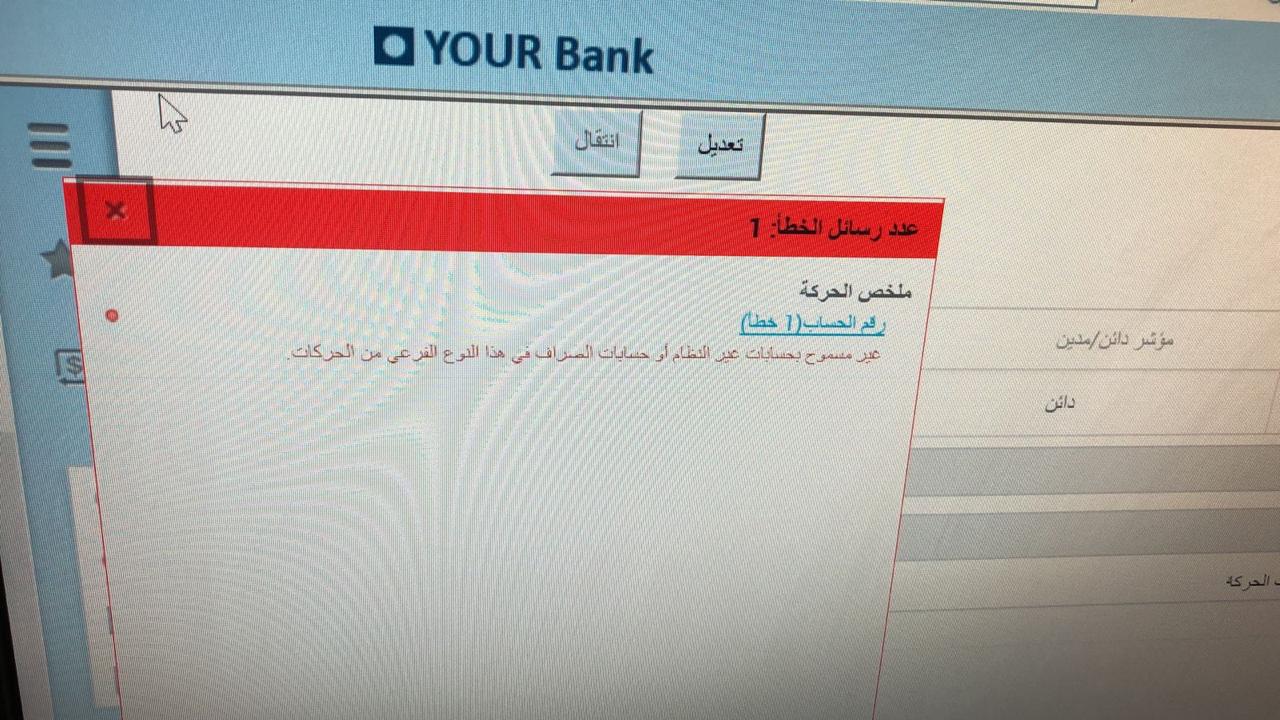 YOUR Bank
تعديل
انتقال
عدد رسائل الخطأ: 1
ملخص الحركة
رقم الحساب(1 خطأ)
غير مسموح بحسابات غير النظام أو حسابات الصراف في هذا النوع الفرعي من الحركات.
مؤشر دائن/مدين
دائن
الحركة